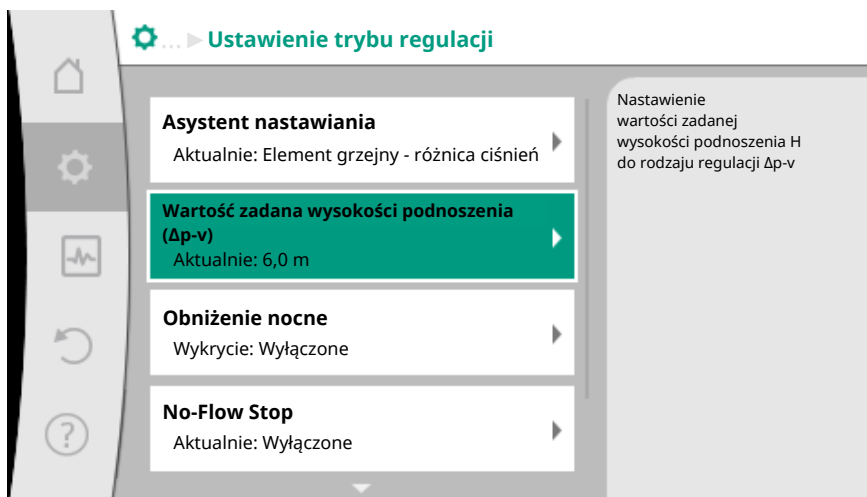 ... ▶ Ustawienie trybu regulacji
Asystent nastawiania
Aktualnie: Element grzejny - różnica ciśnień
Wartość zadana wysokości podnoszenia
(Δp-v)
Aktualnie: 6,0 m
Obniżenie nocne
Wykrycie: Wyłączone
No-Flow Stop
Aktualnie: Wyłączone
Nastawienie
wartości zadanej
wysokości podnoszenia H
do rodzaju regulacji Δp-v
?